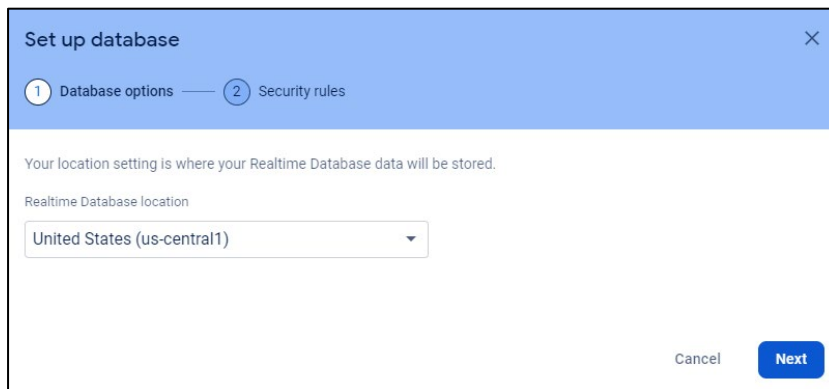 Set up database
1 Database options 2 Security rules
Your location setting is where your Realtime Database data will be stored.
Realtime Database location
United States (us-central1)
Cancel Next